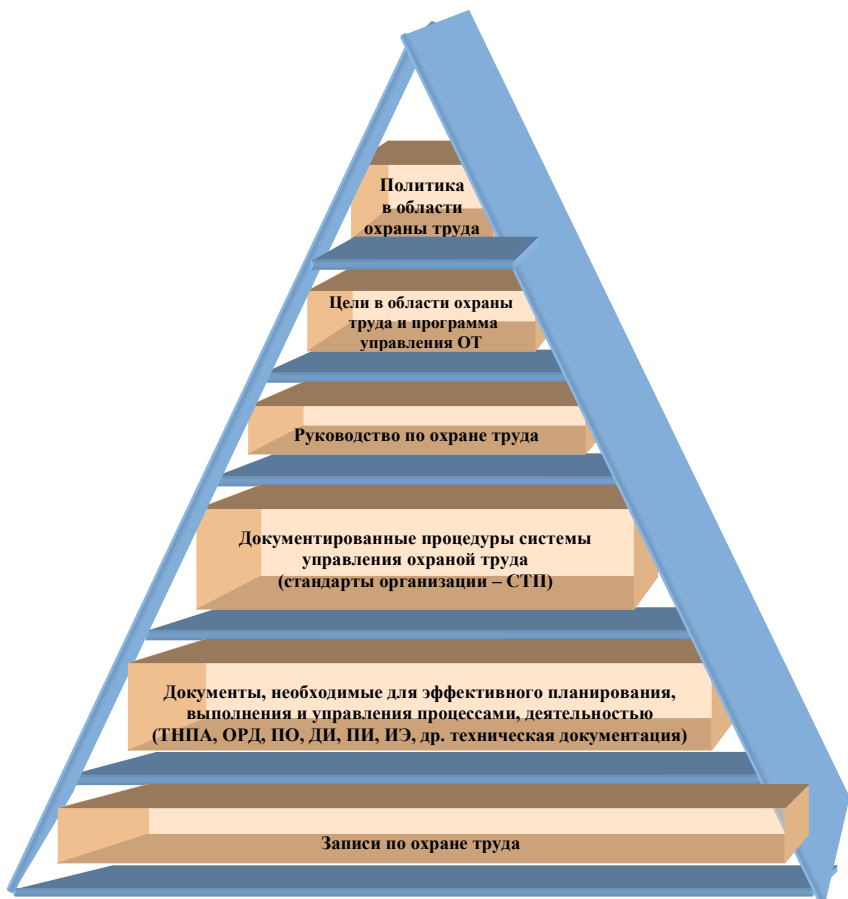 Политика
в области
охраны труда
Цели в области охраны
труда и программа
управления ОТ
Руководство по охране труда
Документированные процедуры системы
управления охраной труда
(стандарты организации – СТП)
Документы, необходимые для эффективного планирования,
выполнения и управления процессами, деятельностью
(ТНПА, ОРД, ПО, ДИ, ПИ, ИЭ, др. техническая документация)
Записи по охране труда